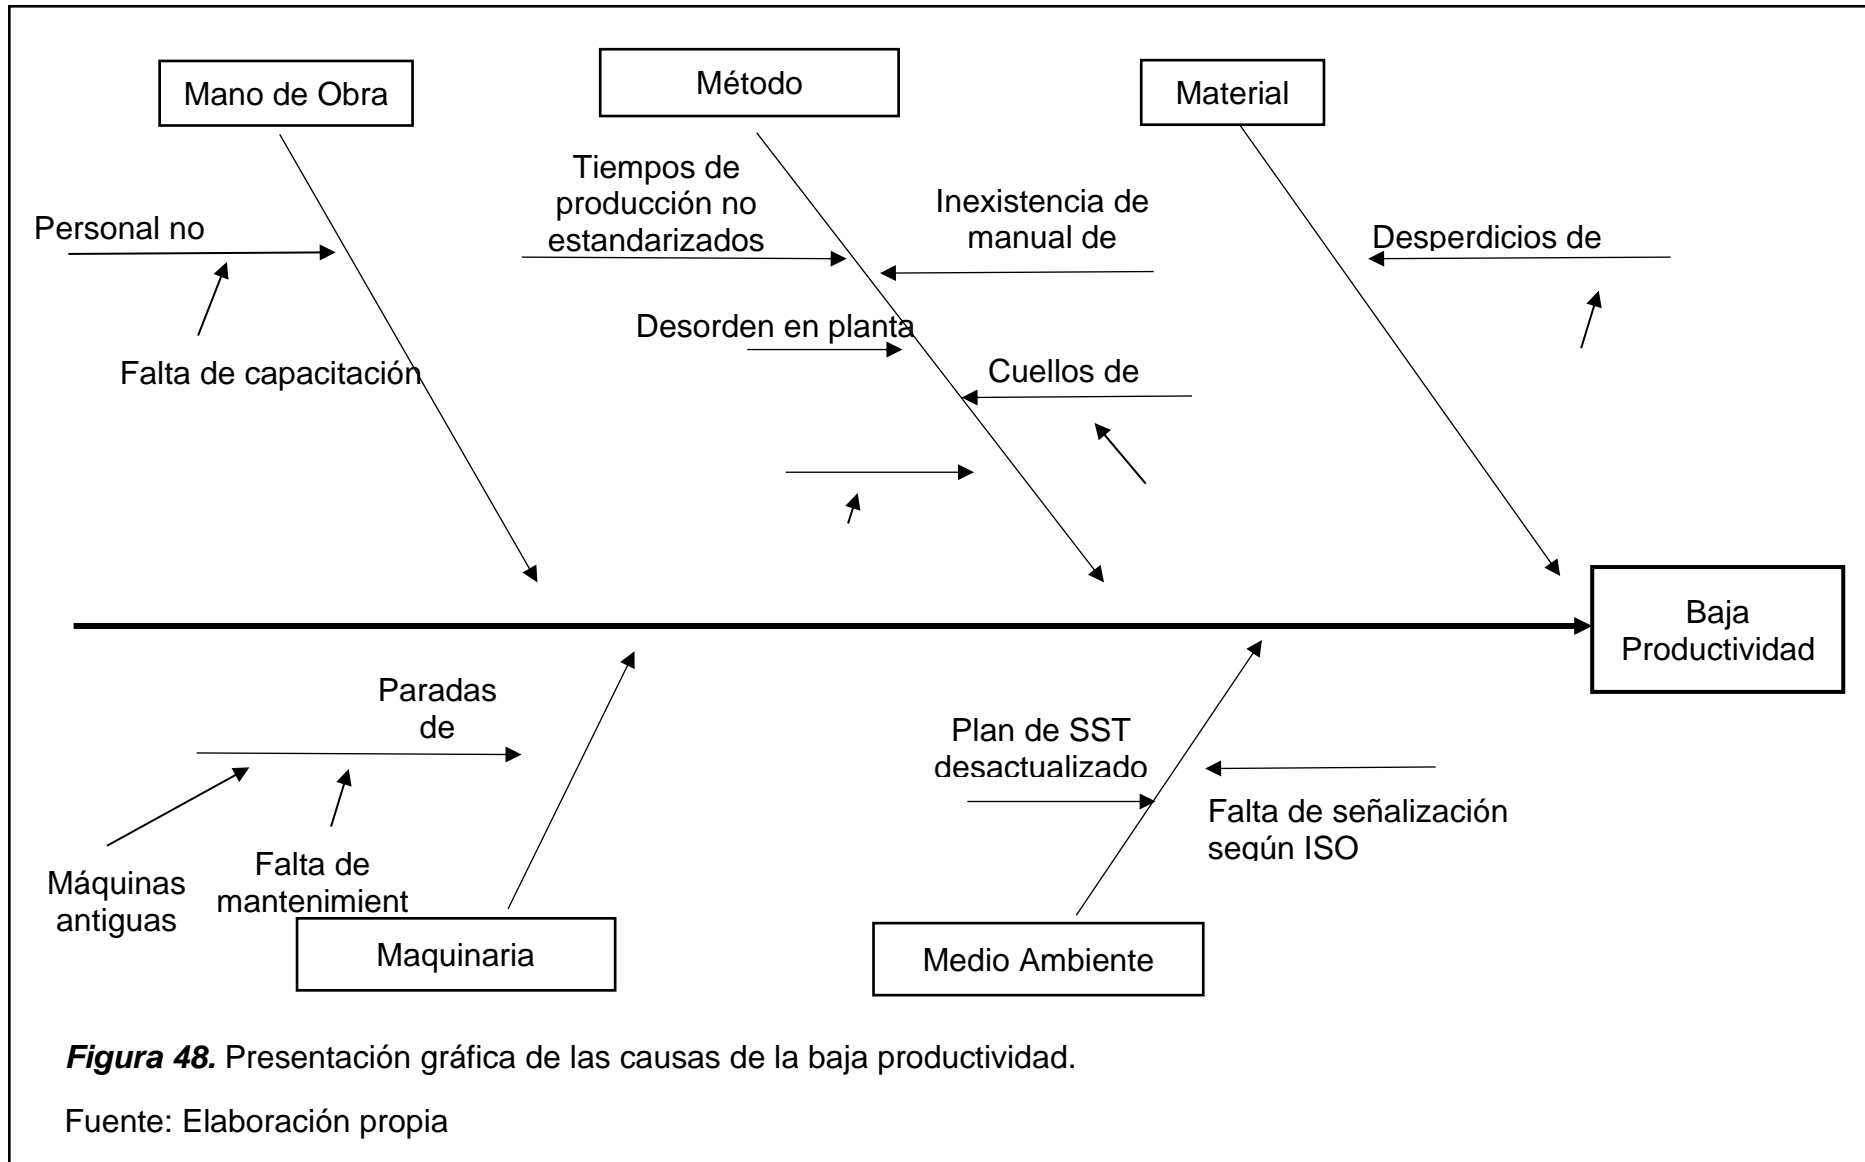 Mano de Obra
Método
Material
Tiempos de
producción no
estandarizados
Inexistencia de
manual de
Personal no
Desperdicios de
Desorden en planta
Falta de capacitación
Cuellos de
Baja
Productividad
Paradas
de
Plan de SST
desactualizado
Falta de señalización
según ISO
Máquinas
antiguas
Falta de
mantenimient
Maquinaria
Medio Ambiente
Figura 48. Presentación gráfica de las causas de la baja productividad.
Fuente: Elaboración propia